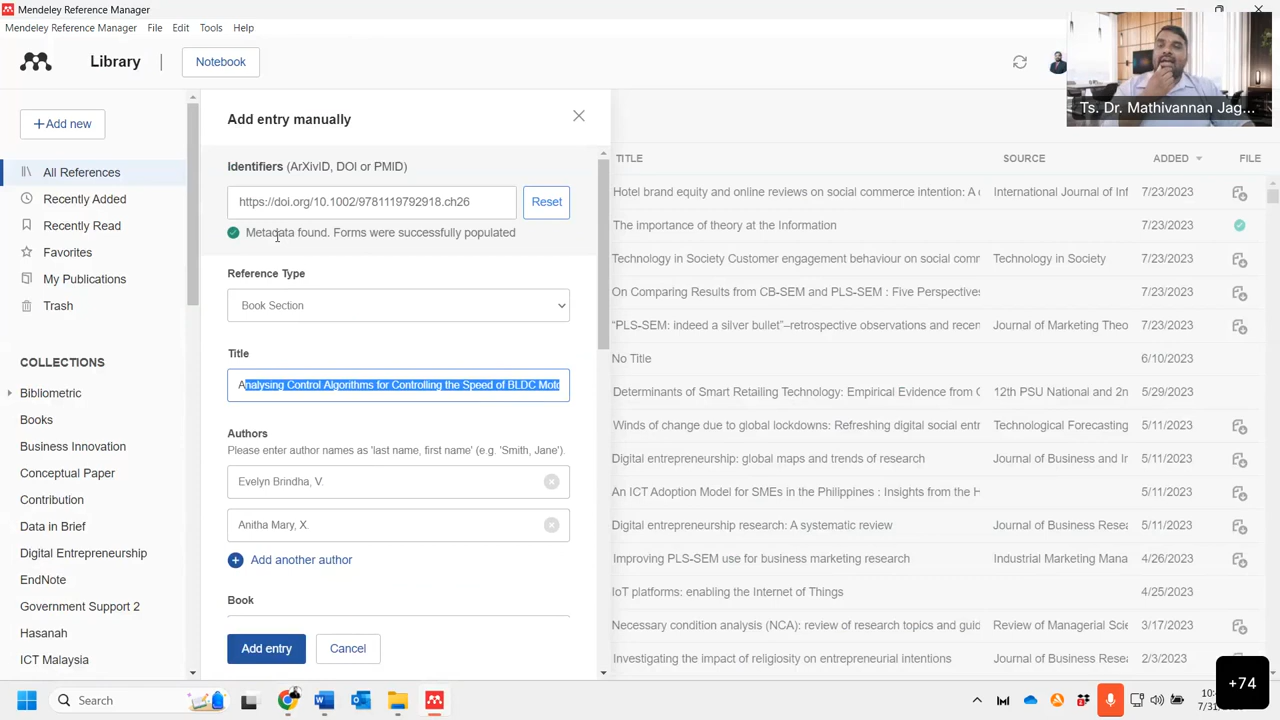 Mendeley Reference Manager
Mendeley Reference Manager File Edit Tools Help
Library
Notebook
Add new
All References
Recently Added
Recently Read
Favorites
My Publications
Trash
COLLECTIONS
Bibliometric
Books
Business Innovation
Conceptual Paper
Contribution
Data in Brief
Digital Entrepreneurship
EndNote
Government Support 2
Hasanah
ICT Malaysia
Add entry manually
Identifiers (ArXivID, DOI or PMID)
https://doi.org/10.1002/9781119792918.ch26
Reset
Metadata found. Forms were successfully populated
Reference Type
Book Section
Title
Analysing Control Algorithms for Controlling the Speed of BLDC Moto
Authors
Please enter author names as 'last name, first name' (e.g. 'Smith, Jane').
Evelyn Brindha, V.
Anitha Mary, X.
Add another author
Book
Add entry
Cancel
TITLE SOURCE ADDED FILE
Hotel brand equity and online reviews on social commerce intention: A c International Journal of Inf 7/23/2023
The importance of theory at the Information 7/23/2023
Technology in Society Customer engagement behaviour on social comm Technology in Society 7/23/2023
On Comparing Results from CB-SEM and PLS-SEM : Five Perspectives 7/23/2023
“PLS-SEM: indeed a silver bullet”–retrospective observations and recen Journal of Marketing Theo 7/23/2023
No Title 6/10/2023
Determinants of Smart Retailing Technology: Empirical Evidence from C 12th PSU National and 2n 5/29/2023
Winds of change due to global lockdowns: Refreshing digital social entr Technological Forecasting 5/11/2023
Digital entrepreneurship: global maps and trends of research Journal of Business and Ir 5/11/2023
An ICT Adoption Model for SMEs in the Philippines : Insights from the H 5/11/2023
Digital entrepreneurship research: A systematic review Journal of Business Resea 5/11/2023
Improving PLS-SEM use for business marketing research Industrial Marketing Mana 4/26/2023
IoT platforms: enabling the Internet of Things 4/25/2023
Necessary condition analysis (NCA): review of research topics and guid Review of Managerial Scie 3/17/2023
Investigating the impact of religiosity on entrepreneurial intentions 2/3/2023
Ts. Dr. Mathivannan Jag...
+74
Search